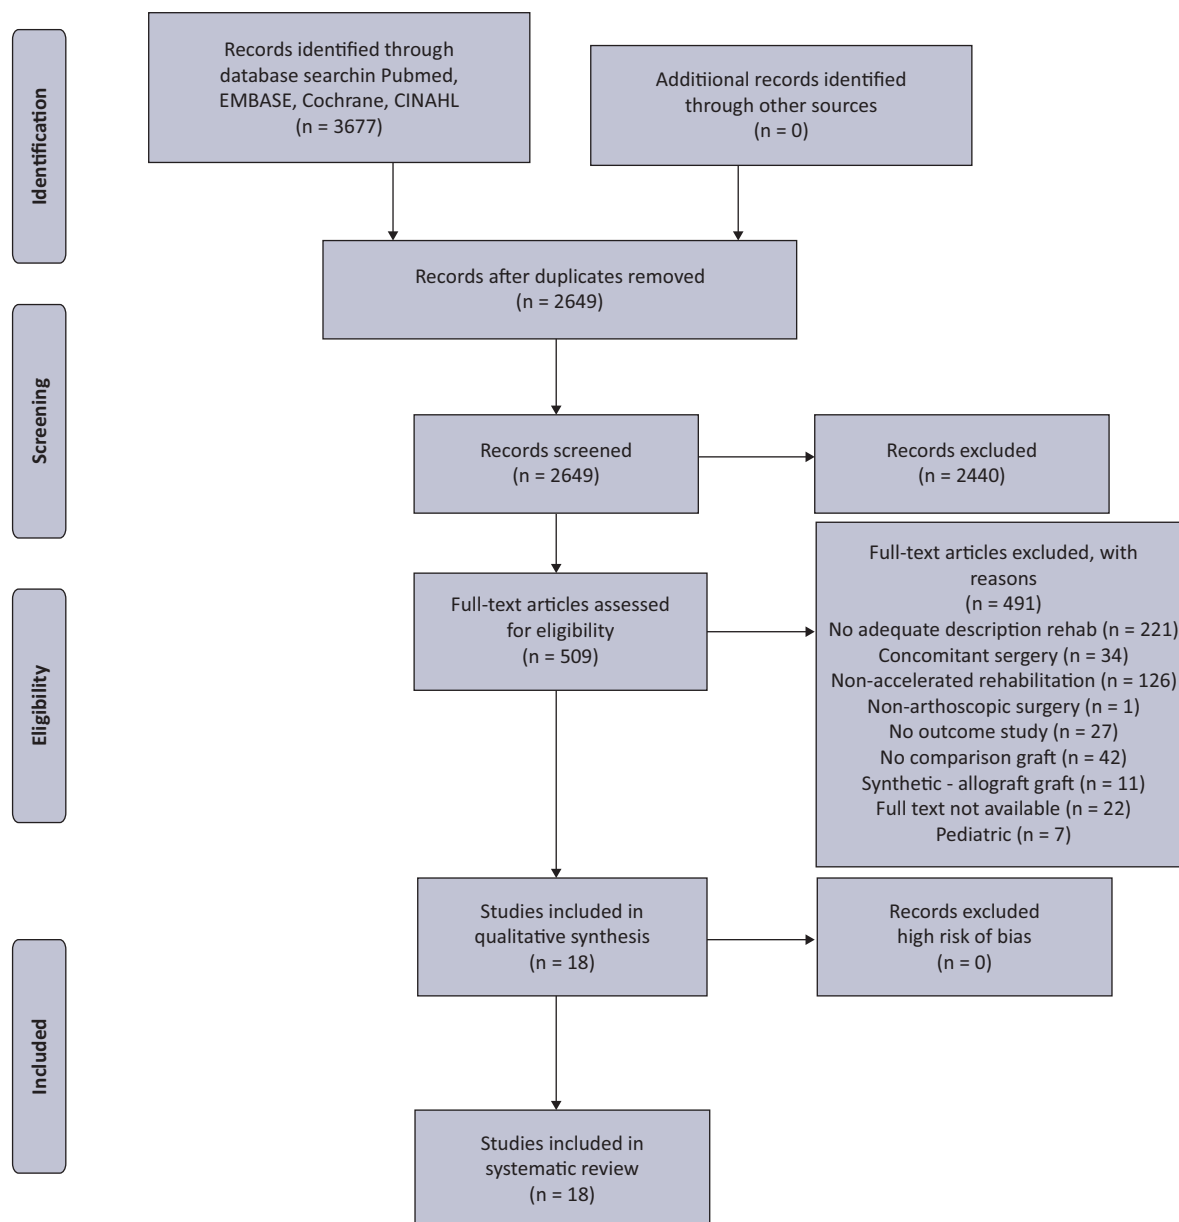 Identification
Records identified through
database searchin Pubmed,
EMBASE, Cochrane, CINAHL
(n = 3677)
Additional records identified
through other sources
(n = 0)
Records after duplicates removed
(n = 2649)
Screening
Records screened
(n = 2649)
Records excluded
(n = 2440)
Eligibility
Full-text articles assessed
for eligibility
(n = 509)
Full-text articles excluded, with
reasons
(n = 491)
No adequate description rehab (n = 221)
Concomitant sergery (n = 34)
Non-accelerated rehabilitation (n = 126)
Non-arthoscopic surgery (n = 1)
No outcome study (n = 27)
No comparison graft (n = 42)
Synthetic - allograft graft (n = 11)
Full text not available (n = 22)
Pediatric (n = 7)
Included
Studies included in
qualitative synthesis
(n = 18)
Records excluded
high risk of bias
(n = 0)
Studies included in
systematic review
(n = 18)